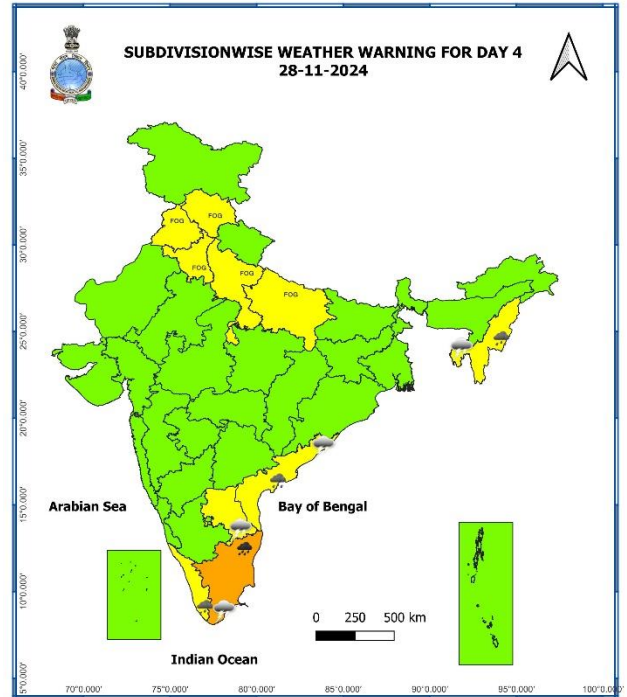 SUBDIVISIONWISE WEATHER WARNING FOR DAY 4
28-11-2024
40°0.000'
35°0.000'
30°0.000'
25°0.000'
20°0.000'
15°0.000'
10°0.000'
5°0.000'
FOG
FOG
FOG
FOG
FOG
Arabian Sea
Bay of Bengal
0 250 500 km
Indian Ocean
70°0.000' 75°0.000' 80°0.000' 85°0.000' 90°0.000' 95°0.000' 100°0.000'